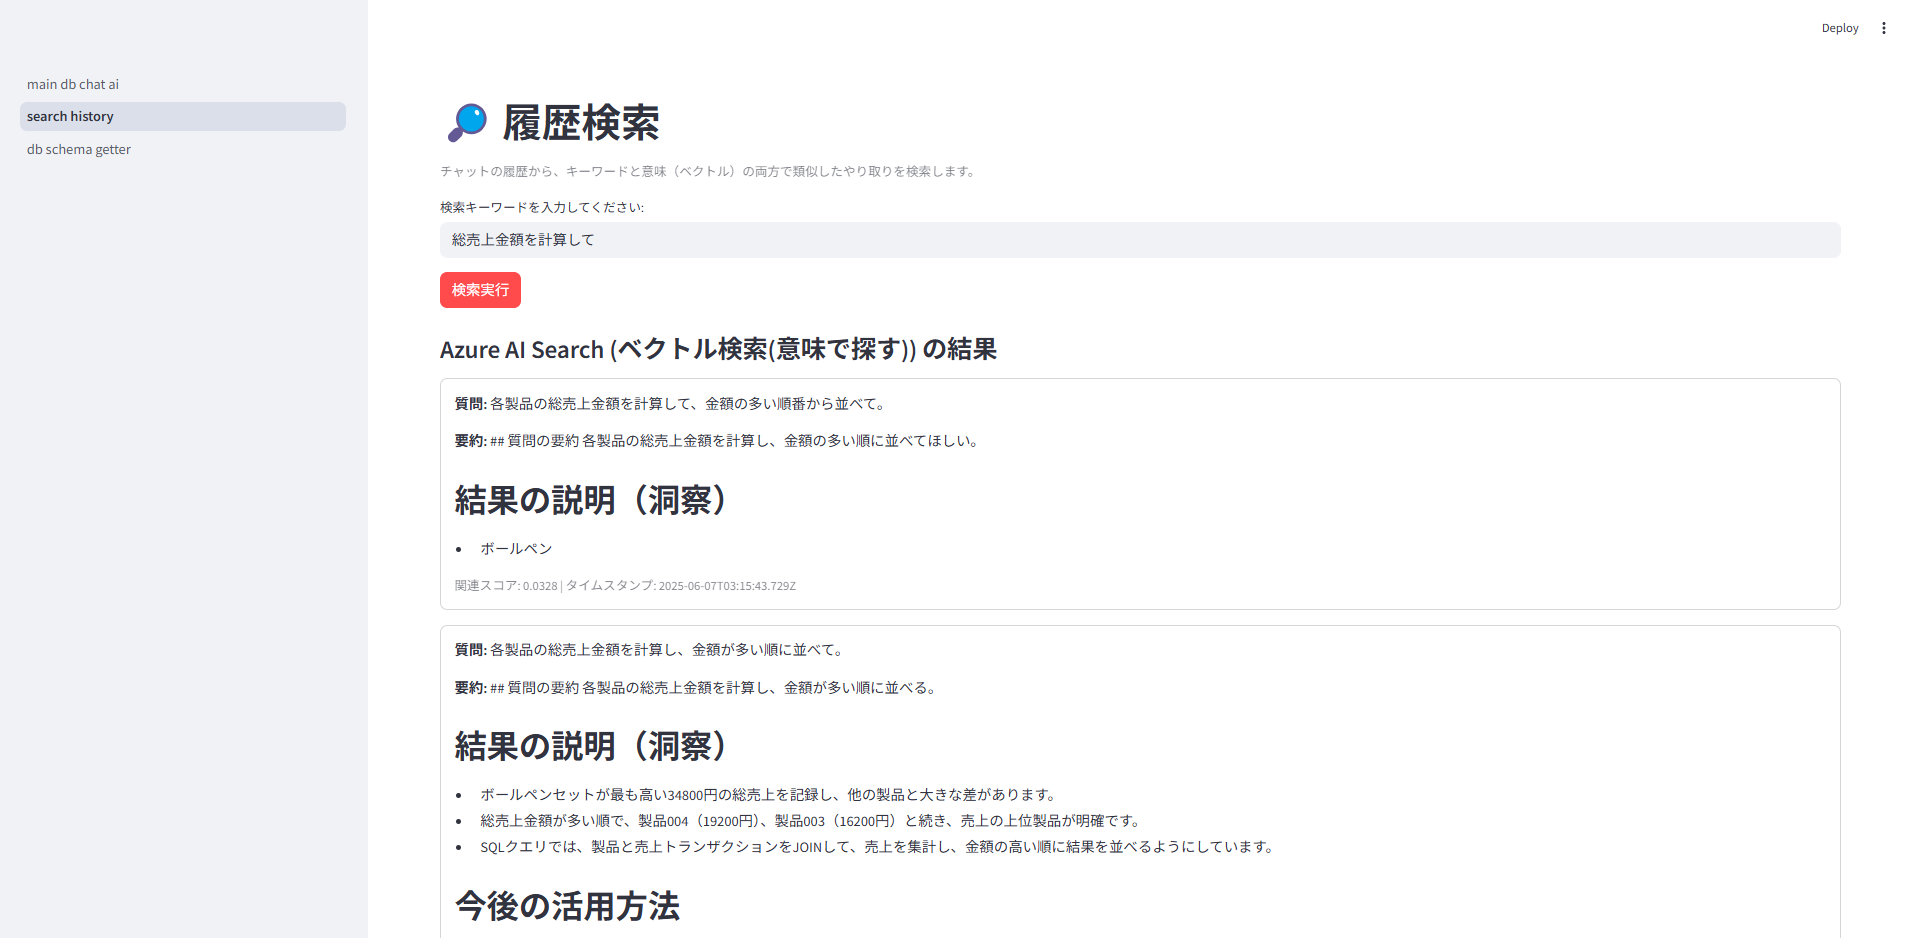 Deploy
main db chat ai
search history
db schema getter
履歴検索
チャットの履歴から、キーワードと意味（ベクトル）の両方で類似したやり取りを検索します。
検索キーワードを入力してください:
総売上金額を計算して
検索実行
Azure AI Search (ベクトル検索(意味で探す)) の結果
質問: 各製品の総売上金額を計算して、金額の多い順番から並べて。
要約: ## 質問の要約 各製品の総売上金額を計算し、金額の多い順に並べてほしい。
結果の説明（洞察）
• ボールペン
関連スコア: 0.0328 | タイムスタンプ: 2025-06-07T03:15:43.729Z
質問: 各製品の総売上金額を計算し、金額が多い順に並べて。
要約: ## 質問の要約 各製品の総売上金額を計算し、金額が多い順に並べる。
結果の説明（洞察）
• ボールペンセットが最も高い34800円の総売上を記録し、他の製品と大きな差があります。
• 総売上金額が多い順で、製品004（19200円）、製品003（16200円）と続き、売上の上位製品が明確です。
• SQLクエリでは、製品と売上トランザクションをJOINして、売上を集計し、金額の高い順に結果を並べるようにしています。
今後の活用方法